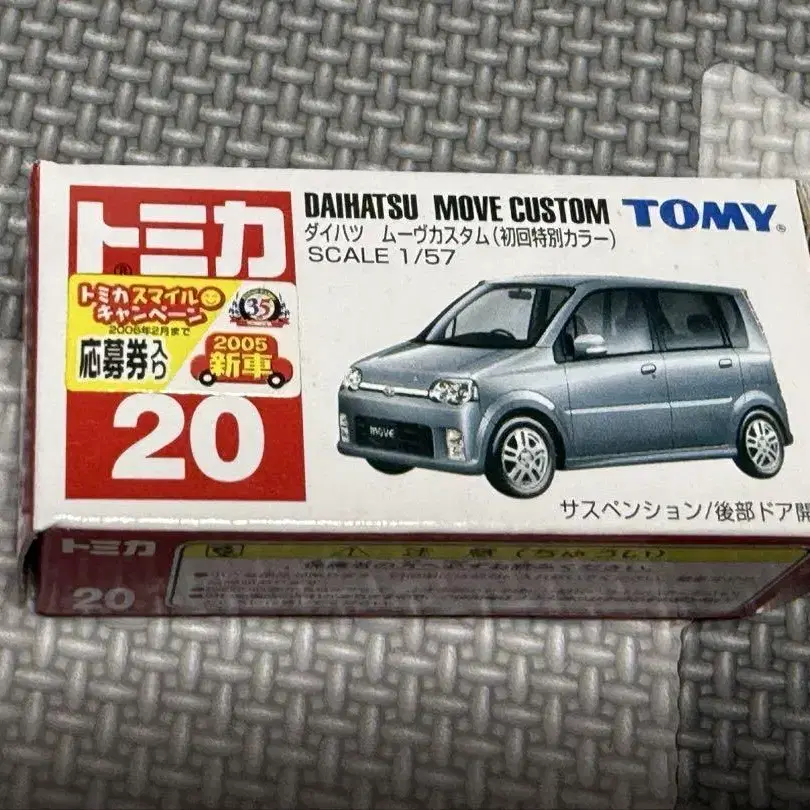 トミカ®
DAIHATSU MOVE CUSTOM
TOMY®
ダイハツ ムーヴカスタム(初回特別カラー)
SCALE 1/57
トミカスマイル
キャンペーン
2006年2月まで
応募券入り
35
2005
新車
20
MOVE
サスペンション/後部ドア開
トミカ
20
注意(ちゅうい)